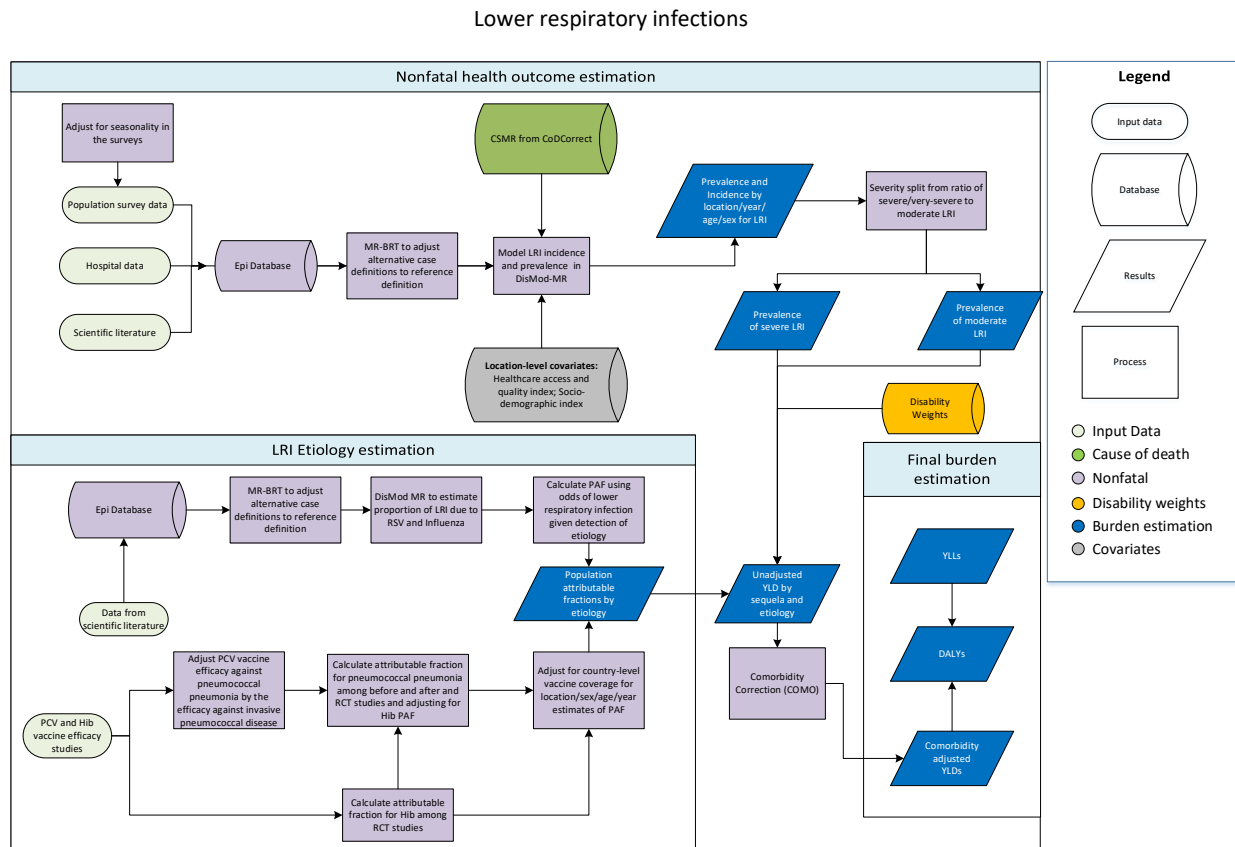 Lower respiratory infections
Nonfatal health outcome estimation
Adjust for seasonality in
the surveys
Population survey data
Hospital data
Scientific literature
Epi Database
MR-BRT to adjust
alternative case
definitions to reference
definition
CSMR from CoDCorrect
Model LRI incidence
and prevalence in
DisMod-MR
Location-level covariates:
Healthcare access and
quality index; Socio-
demographic index
Prevalence and
Incidence by
location/year/
age/sex for LRI
Severity split from ratio of
severe/very-severe to
moderate LRI
Prevalence
of severe LRI
Prevalence
of moderate
LRI
Disability
Weights
LRI Etiology estimation
Epi Database
MR-BRT to adjust
alternative case
definitions to reference
definition
DisMod MR to estimate
proportion of LRI due to
RSV and Influenza
Calculate PAF using
odds of lower
respiratory infection
given detection of
etiology
Data from
scientific literature
Population
attributable
fractions by
etiology
PCV and Hib
vaccine efficacy
studies
Adjust PCV vaccine
efficacy against
pneumococcal
pneumonia by the
efficacy against invasive
pneumococcal disease
Calculate attributable fraction
for pneumococcal pneumonia
among before and after and
RCT studies and adjusting for
Hib PAF
Adjust for country-level
vaccine coverage for
location/sex/age/year
estimates of PAF
Calculate attributable
fraction for Hib among
RCT studies
Unadjusted
YLD by
sequela and
etiology
Comorbidity
Correction (COMO)
Final burden
estimation
YLLs
DALYs
Comorbidity
adjusted
YLDs
Legend
Input data
Database
Results
Process
Input Data
Cause of death
Nonfatal
Disability weights
Burden estimation
Covariates